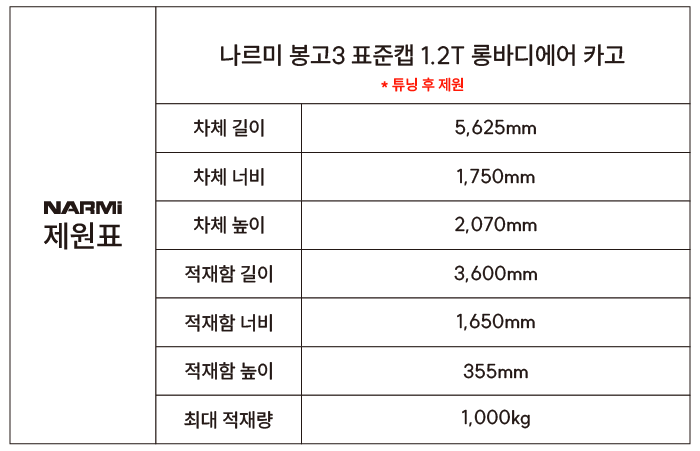 나르미 봉고3 표준캡 1.2T 롱바디에어 카고
* 튜닝 후 제원
NARMi
제원표
차체 길이 5,625mm
차체 너비 1,750mm
차체 높이 2,070mm
적재함 길이 3,600mm
적재함 너비 1,650mm
적재함 높이 355mm
최대 적재량 1,000kg